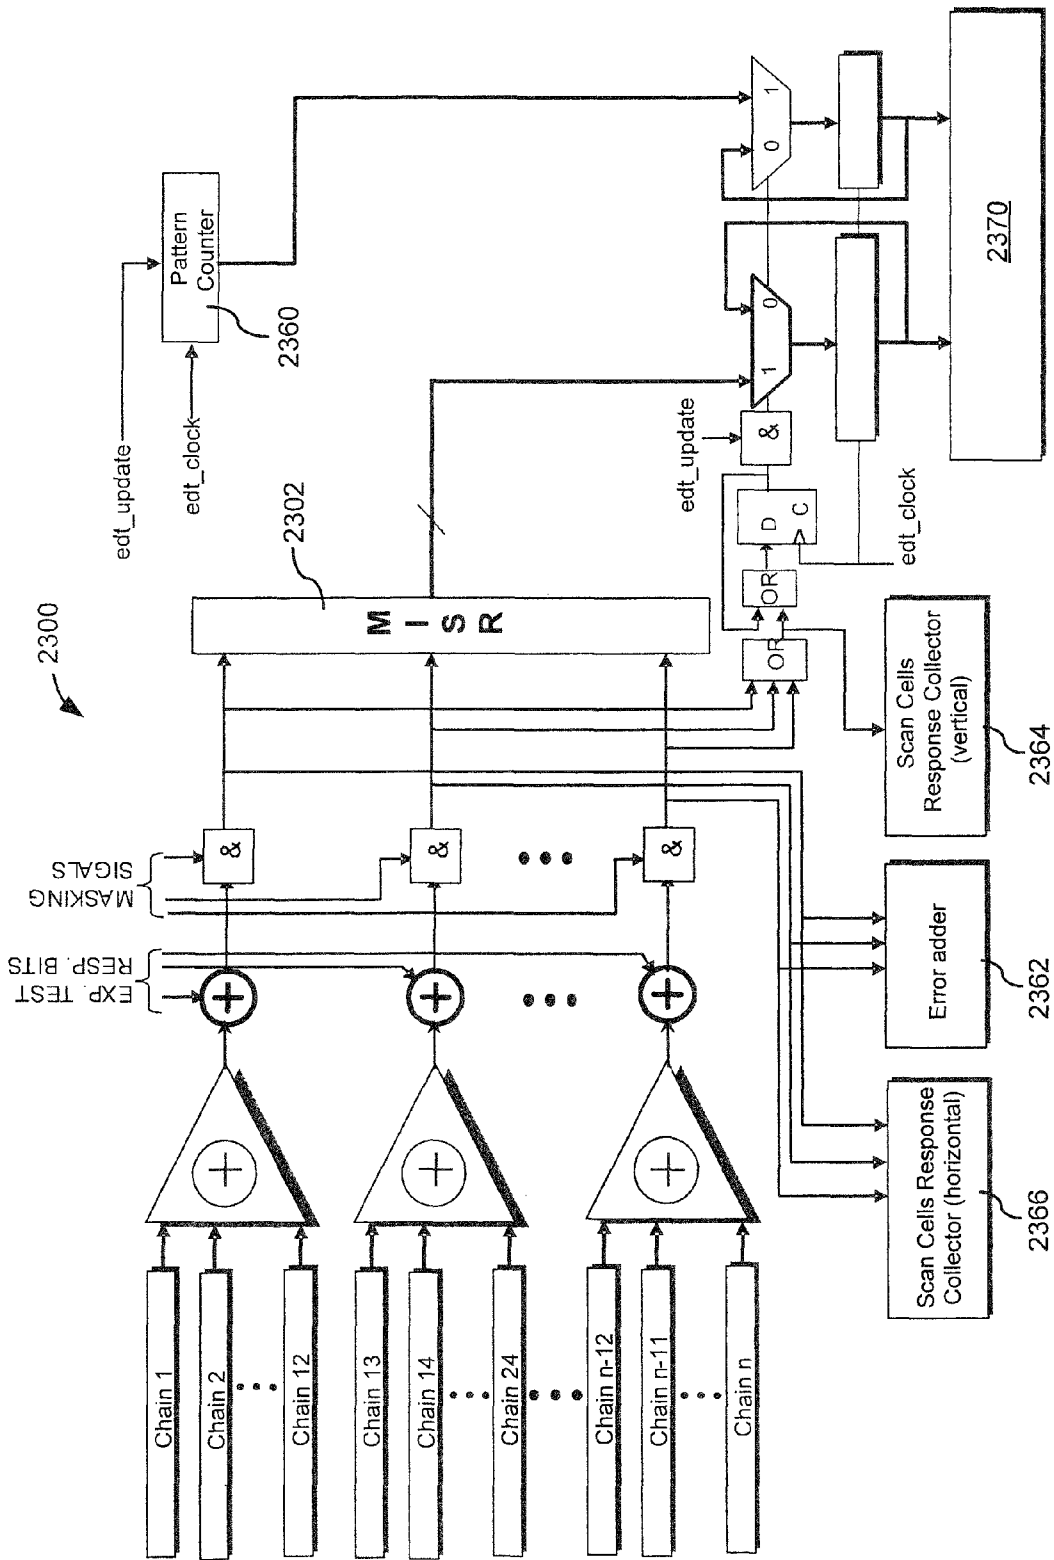 2300
Chain 1
Chain 2
Chain 12
Chain 13
Chain 14
Chain 24
Chain n-12
Chain n-11
Chain n
+
+
+
EXP. TEST
RESP. BITS
+
+
+
MASKING
SIGALS
&
&
&
M
I
S
R
2302
edt_update
edt_clock
Pattern
Counter
2360
OR
OR
D
C
edt_clock
edt_update
&
1
0
0
1
2370
Scan Cells Response
Collector (horizontal)
2366
Error adder
2362
Scan Cells
Response Collector
(vertical)
2364